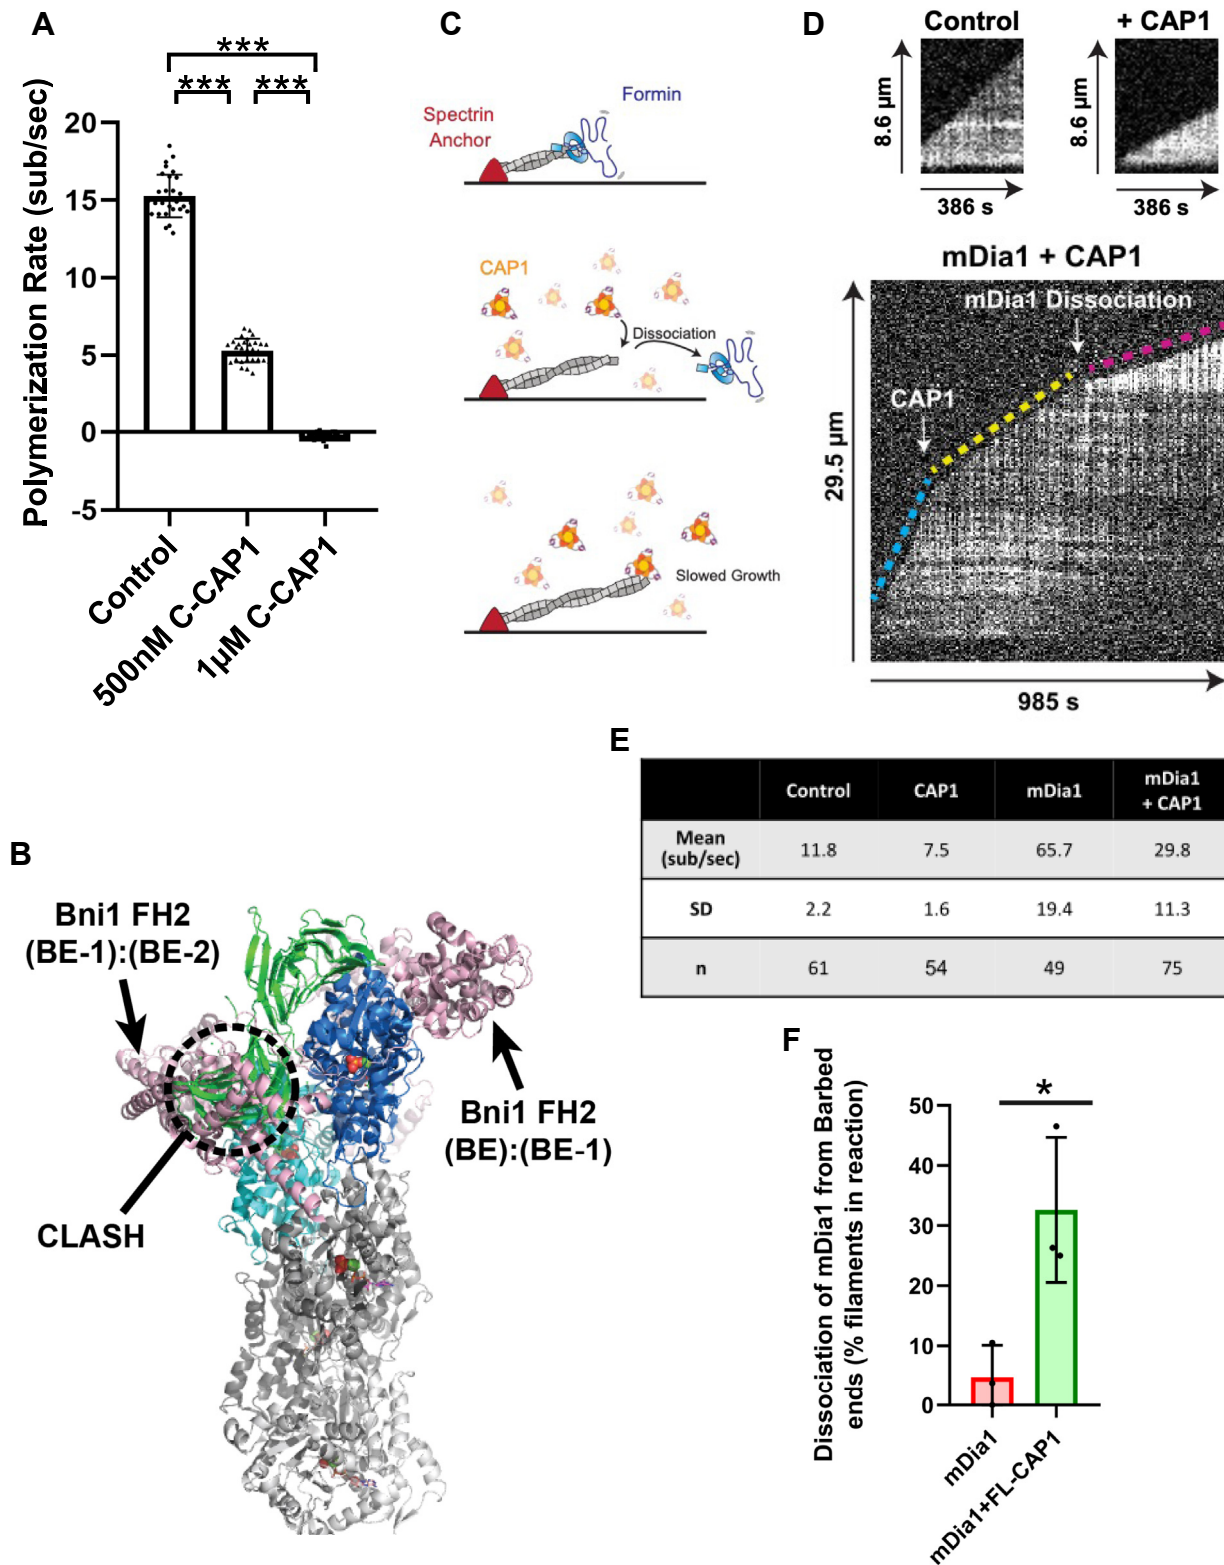 A
***
***
***
Polymerization Rate (sub/sec)
20
15
10
5
0
-5
Control
500nM C-CAP1
1µM C-CAP1
C
Spectrin
Anchor
Formin
CAP1
Dissociation
Slowed Growth
D
Control
+ CAP1
8.6 µm
8.6 µm
386 s
386 s
mDia1 + CAP1
mDia1 Dissociation
CAP1
29.5 µm
985 s
B
Bni1 FH2
(BE-1):(BE-2)
Bni1 FH2
(BE):(BE-1)
CLASH
E
Control CAP1 mDia1 mDia1
+ CAP1
Mean
(sub/sec) 11.8 7.5 65.7 29.8
SD 2.2 1.6 19.4 11.3
n 61 54 49 75
F
Dissociation of mDia1 from Barbed
ends (% filaments in reaction)
*
50
40
30
20
10
0
mDia1
mDia1+FL-CAP1